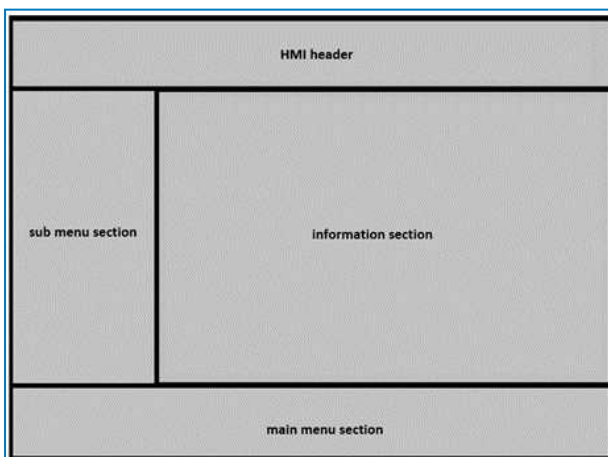 HMI header
sub menu section
information section
main menu section